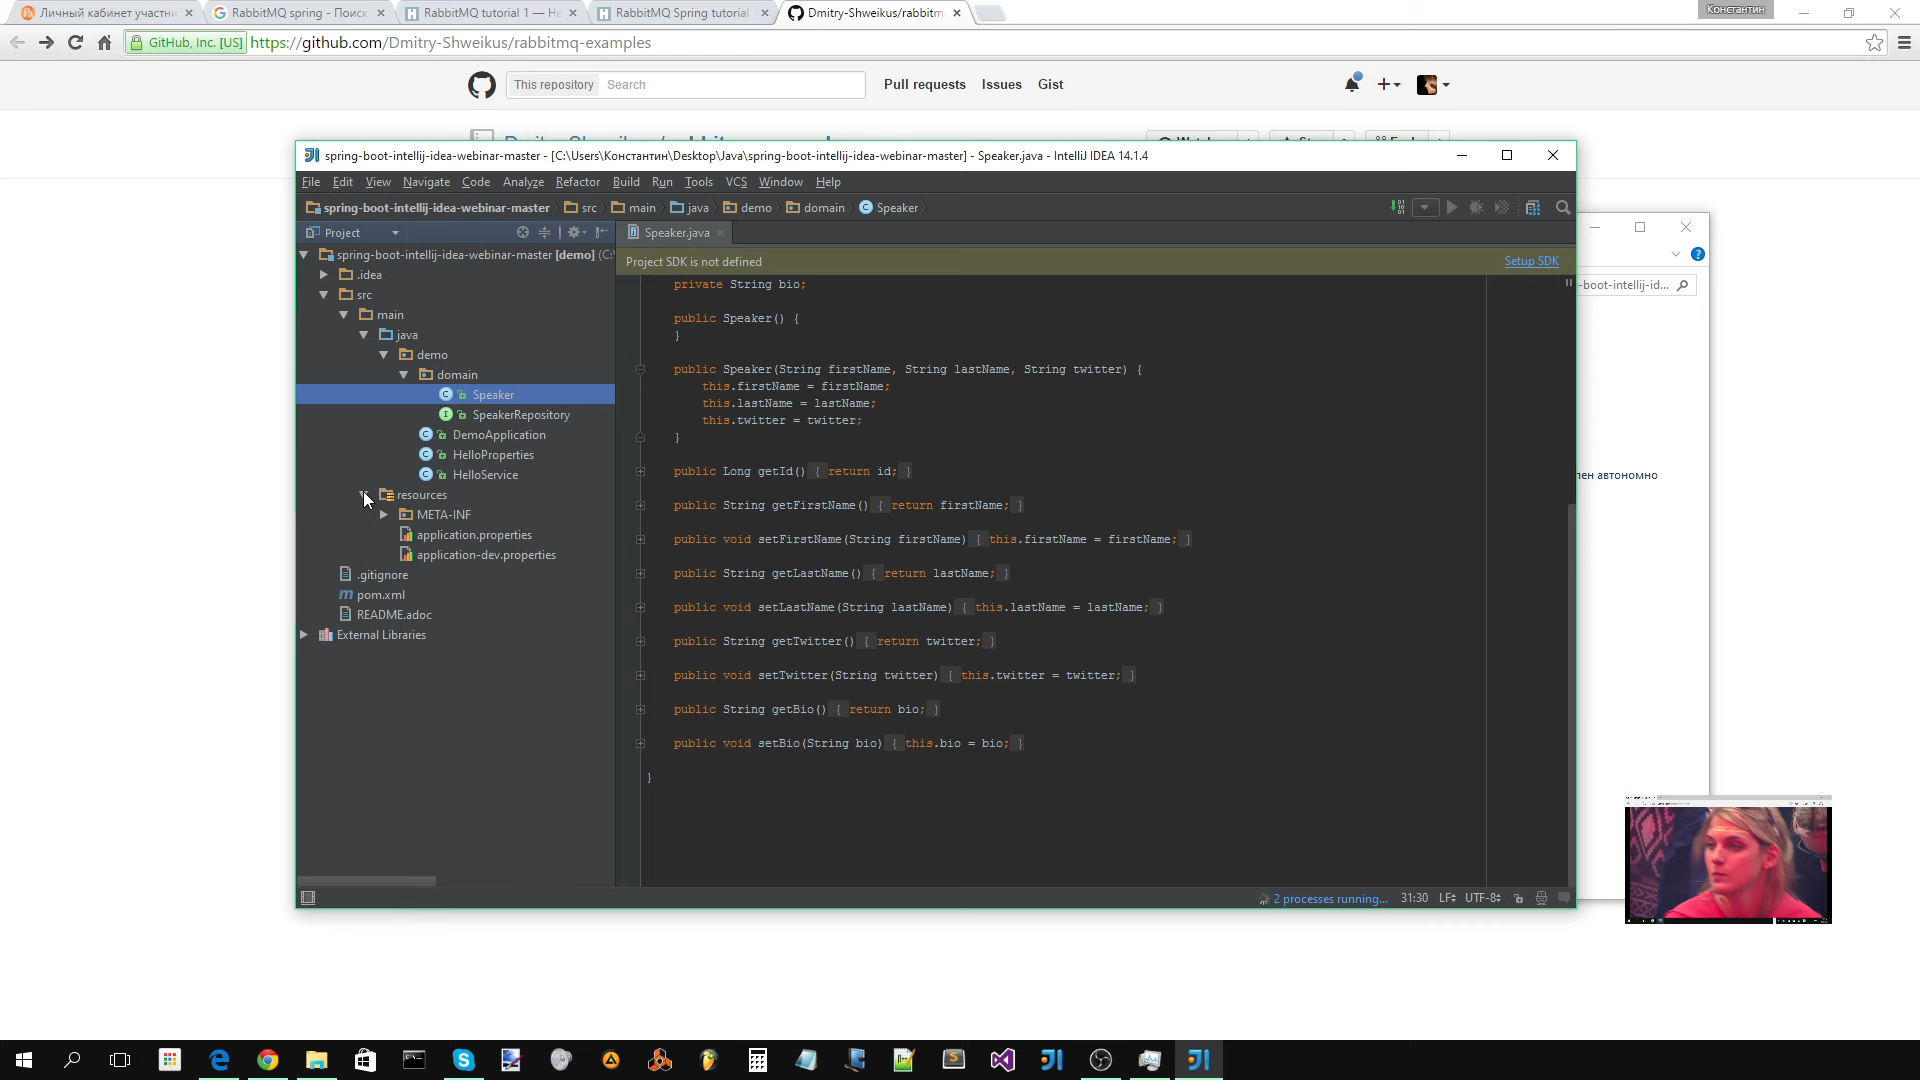 Личный кабинет участни
RabbitMQ spring - Поиск
RabbitMQ tutorial 1 — He
RabbitMQ Spring tutorial
Dmitry-Shweikus/rabbitm
Константин
GitHub, Inc. [US]
https://github.com/Dmitry-Shweikus/rabbitmq-examples
This repository
Search
Pull requests
Issues
Gist
spring-boot-intellij-idea-webinar-master - [C:\Users\Константин\Desktop\Java\spring-boot-intellij-idea-webinar-master] - Speaker.java - IntelliJ IDEA 14.1.4
File Edit View Navigate Code Analyze Refactor Build Run Tools VCS Window Help
spring-boot-intellij-idea-webinar-master src main java demo domain Speaker
Project
Speaker.java
Project SDK is not defined
Setup SDK
spring-boot-intellij-idea-webinar-master [demo] (C:
.idea
src
main
java
demo
domain
Speaker
SpeakerRepository
DemoApplication
HelloProperties
HelloService
resources
META-INF
application.properties
application-dev.properties
.gitignore
pom.xml
README.adoc
External Libraries
private String bio;
public Speaker() {
}
public Speaker(String firstName, String lastName, String twitter) {
this.firstName = firstName;
this.lastName = lastName;
this.twitter = twitter;
}
public Long getId() { return id; }
public String getFirstName() { return firstName; }
public void setFirstName(String firstName) { this.firstName = firstName; }
public String getLastName() { return lastName; }
public void setLastName(String lastName) { this.lastName = lastName; }
public String getTwitter() { return twitter; }
public void setTwitter(String twitter) { this.twitter = twitter; }
public String getBio() { return bio; }
public void setBio(String bio) { this.bio = bio; }
}
-boot-intellij-id...
лен автономно
2 processes running...
31:30
LF
UTF-8